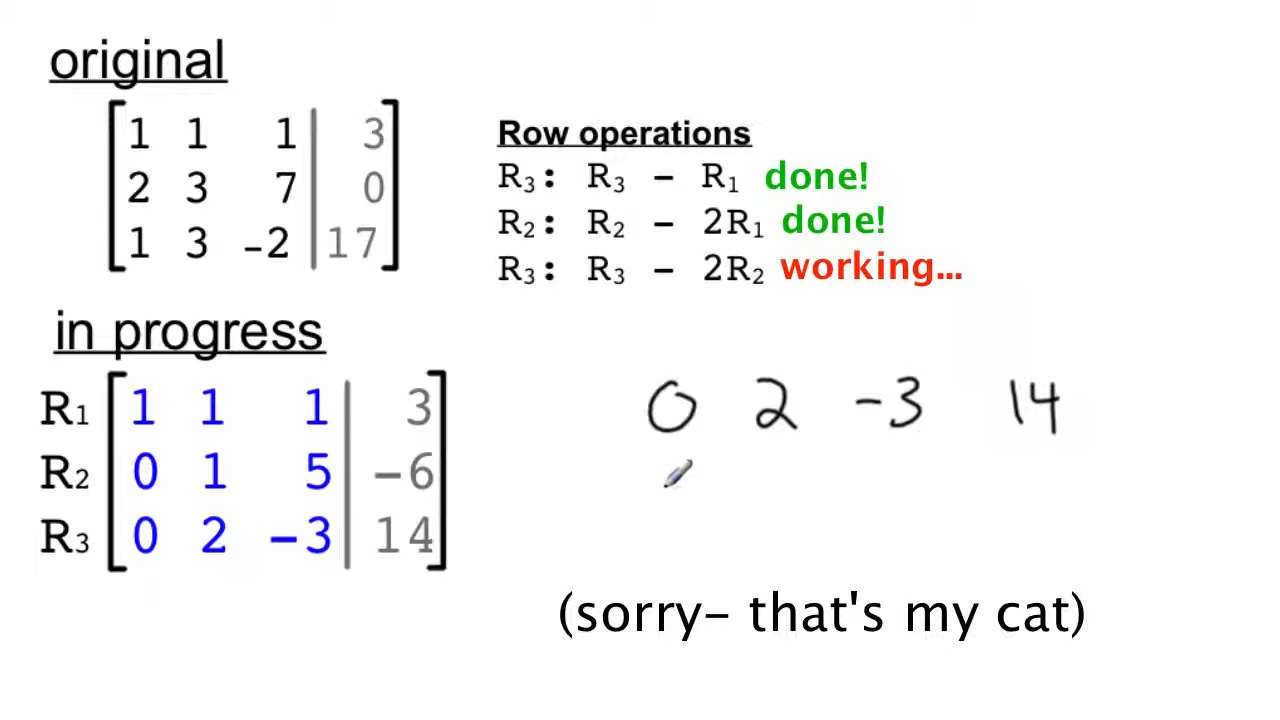 original
1 1 1 | 3
2 3 7 | 0
1 3 -2 | 17
Row operations
R₃: R₃ - R₁ done!
R₂: R₂ - 2R₁ done!
R₃: R₃ - 2R₂ working...
in progress
R₁ 1 1 1 | 3
R₂ 0 1 5 | -6
R₃ 0 2 -3 | 14
0 2 -3 14
(sorry- that's my cat)